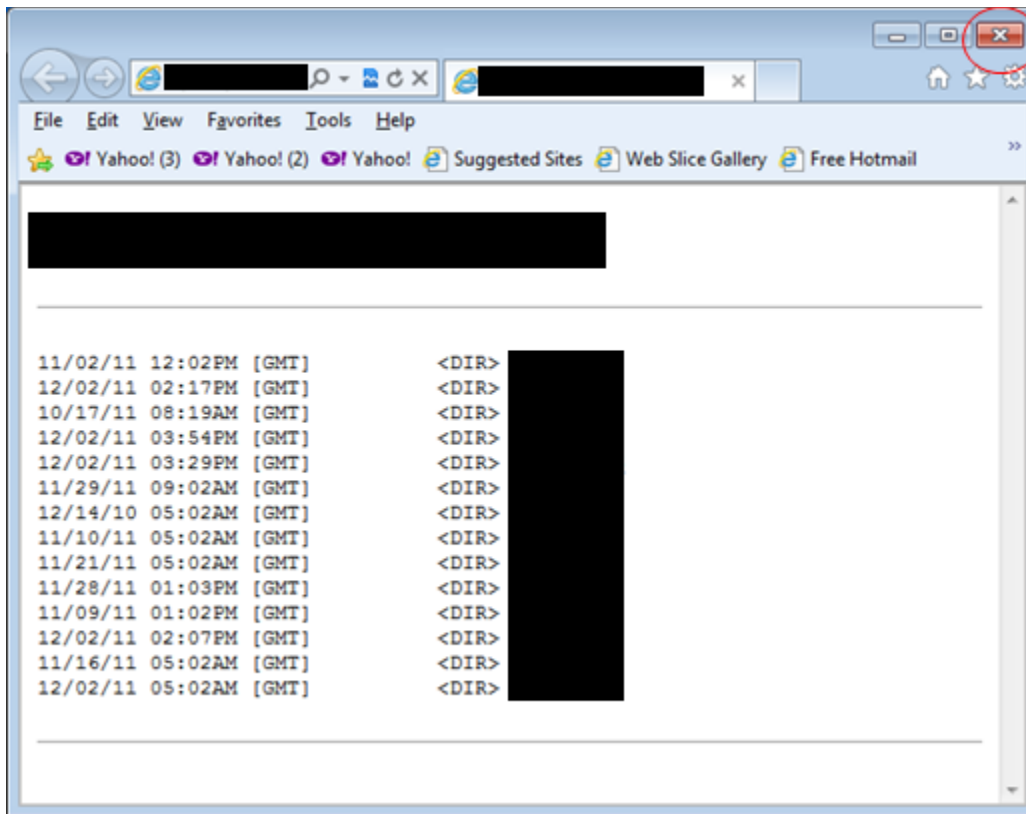 File Edit View Favorites Tools Help
Yahoo! (3) Yahoo! (2) Yahoo! Suggested Sites Web Slice Gallery Free Hotmail
11/02/11 12:02PM [GMT] <DIR>
12/02/11 02:17PM [GMT] <DIR>
10/17/11 08:19AM [GMT] <DIR>
12/02/11 03:54PM [GMT] <DIR>
12/02/11 03:29PM [GMT] <DIR>
11/29/11 09:02AM [GMT] <DIR>
12/14/10 05:02AM [GMT] <DIR>
11/10/11 05:02AM [GMT] <DIR>
11/21/11 05:02AM [GMT] <DIR>
11/28/11 01:03PM [GMT] <DIR>
11/09/11 01:02PM [GMT] <DIR>
12/02/11 02:07PM [GMT] <DIR>
11/16/11 05:02AM [GMT] <DIR>
12/02/11 05:02AM [GMT] <DIR>